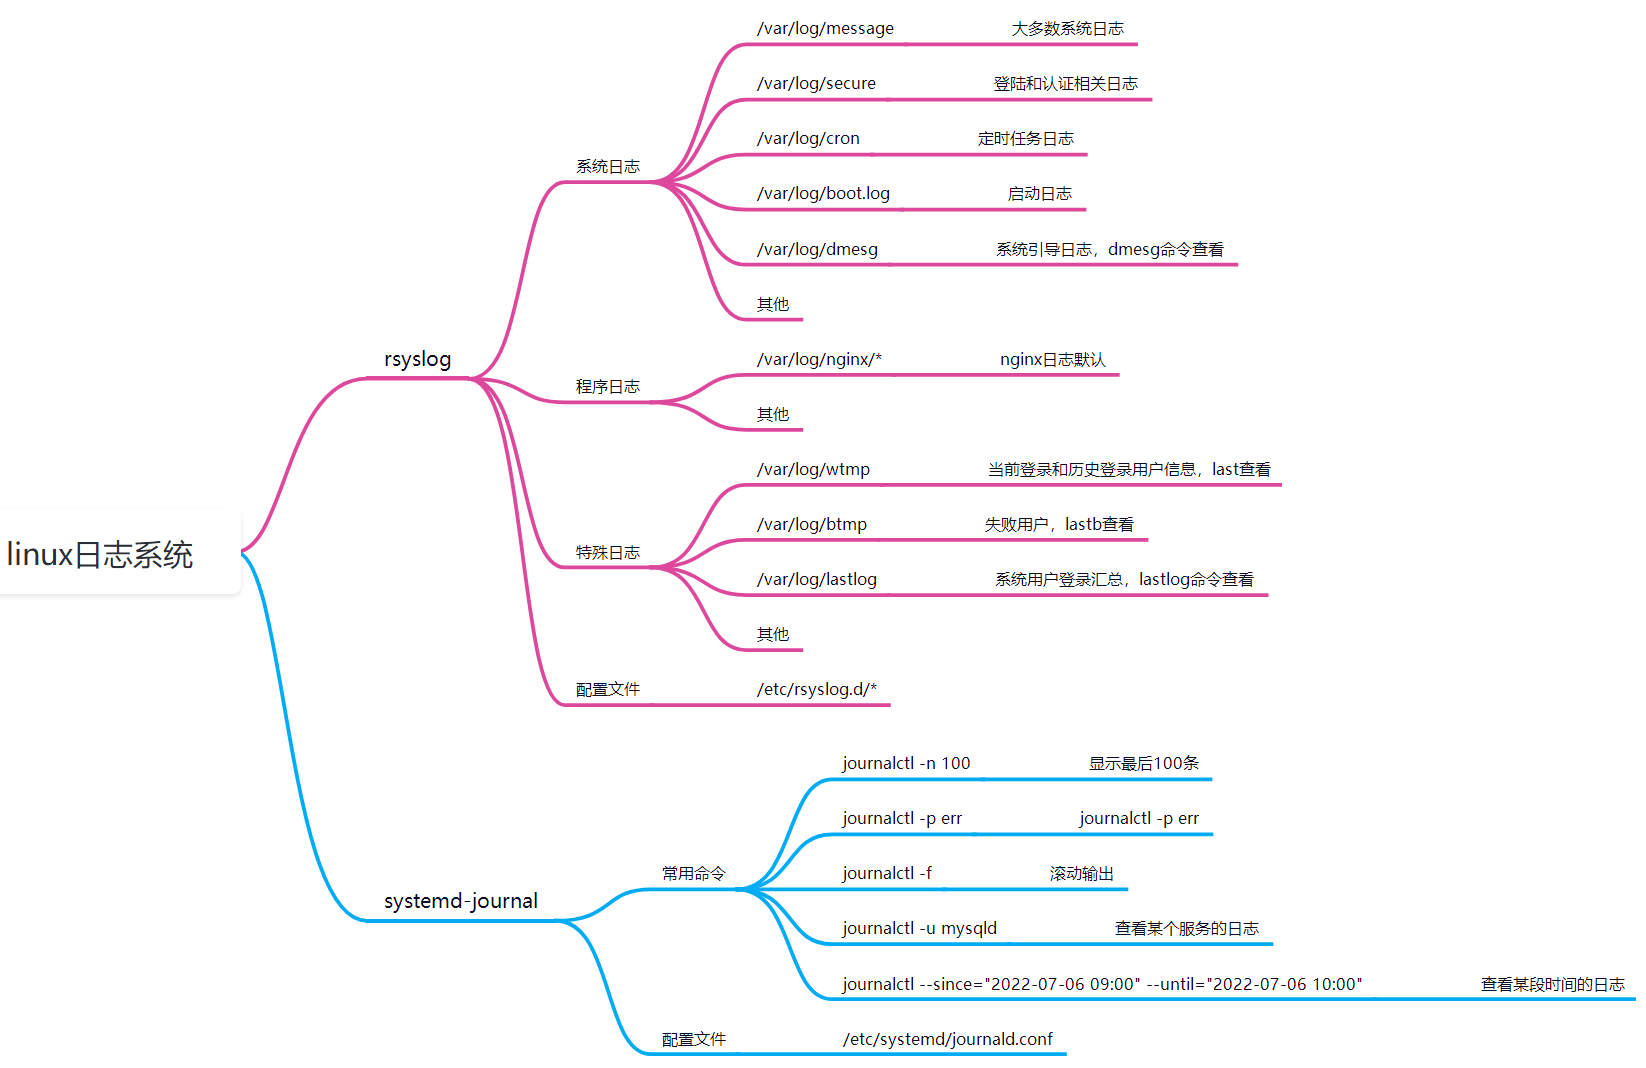 linux日志系统
rsyslog
系统日志
/var/log/message 大多数系统日志
/var/log/secure 登陆和认证相关日志
/var/log/cron 定时任务日志
/var/log/boot.log 启动日志
/var/log/dmesg 系统引导日志，dmesg命令查看
其他
程序日志
/var/log/nginx/* nginx日志默认
其他
特殊日志
/var/log/wtmp 当前登录和历史登录用户信息，last查看
/var/log/btmp 失败用户，lastb查看
/var/log/lastlog 系统用户登录汇总，lastlog命令查看
其他
配置文件 /etc/rsyslog.d/*
systemd-journal
常用命令
journalctl -n 100 显示最后100条
journalctl -p err journalctl -p err
journalctl -f 滚动输出
journalctl -u mysqld 查看某个服务的日志
journalctl --since="2022-07-06 09:00" --until="2022-07-06 10:00" 查看某段时间的日志
配置文件 /etc/systemd/journald.conf